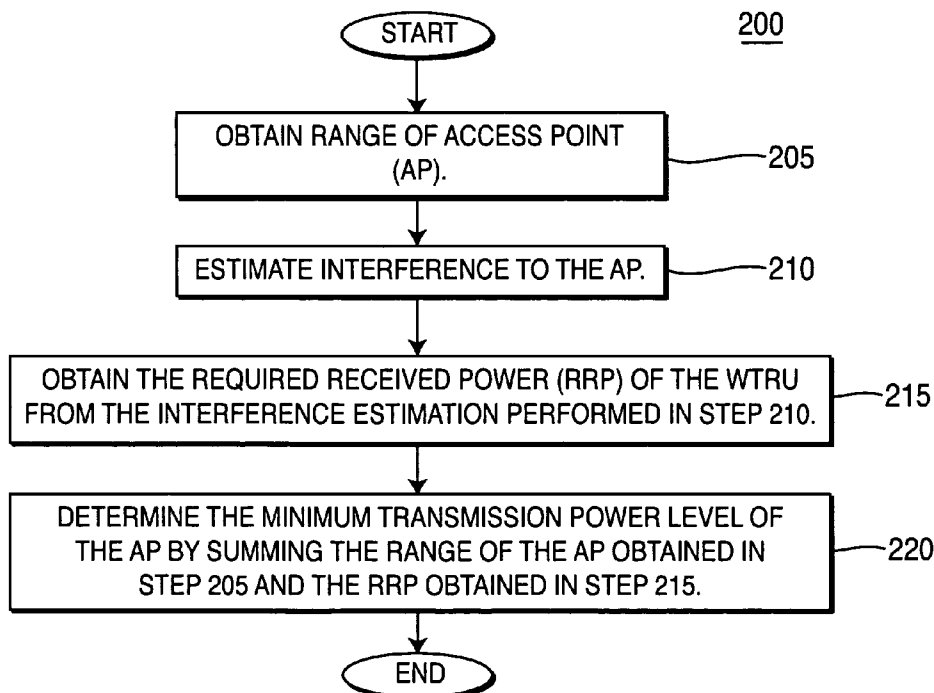 START
200
OBTAIN RANGE OF ACCESS POINT
(AP).
205
ESTIMATE INTERFERENCE TO THE AP.
210
OBTAIN THE REQUIRED RECEIVED POWER (RRP) OF THE WTRU
FROM THE INTERFERENCE ESTIMATION PERFORMED IN STEP 210.
215
DETERMINE THE MINIMUM TRANSMISSION POWER LEVEL OF
THE AP BY SUMMING THE RANGE OF THE AP OBTAINED IN
STEP 205 AND THE RRP OBTAINED IN STEP 215.
220
END